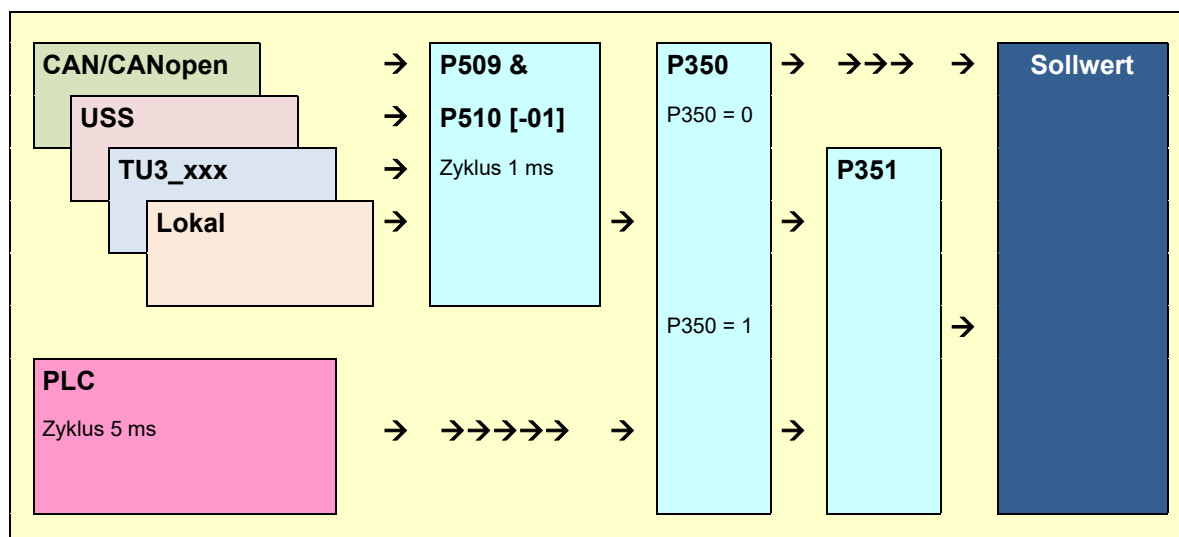 CAN/CANopen → P509 & P350 → →→→ → Sollwert
USS → P510 [-01] P350 = 0
TU3_xxx → Zyklus 1 ms P351
Lokal → → →
P350 = 1 →
PLC
Zyklus 5 ms → →→→→→ → →